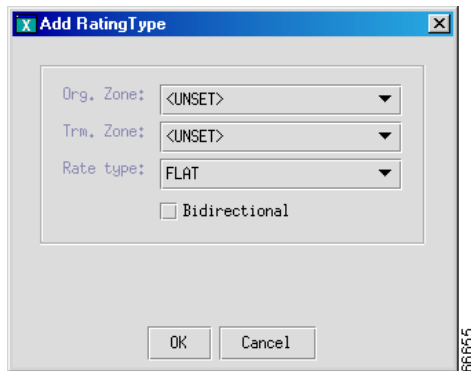 X Add RatingType
Org. Zone: <UNSET>
Trm. Zone: <UNSET>
Rate type: FLAT
Bidirectional
OK Cancel
66655